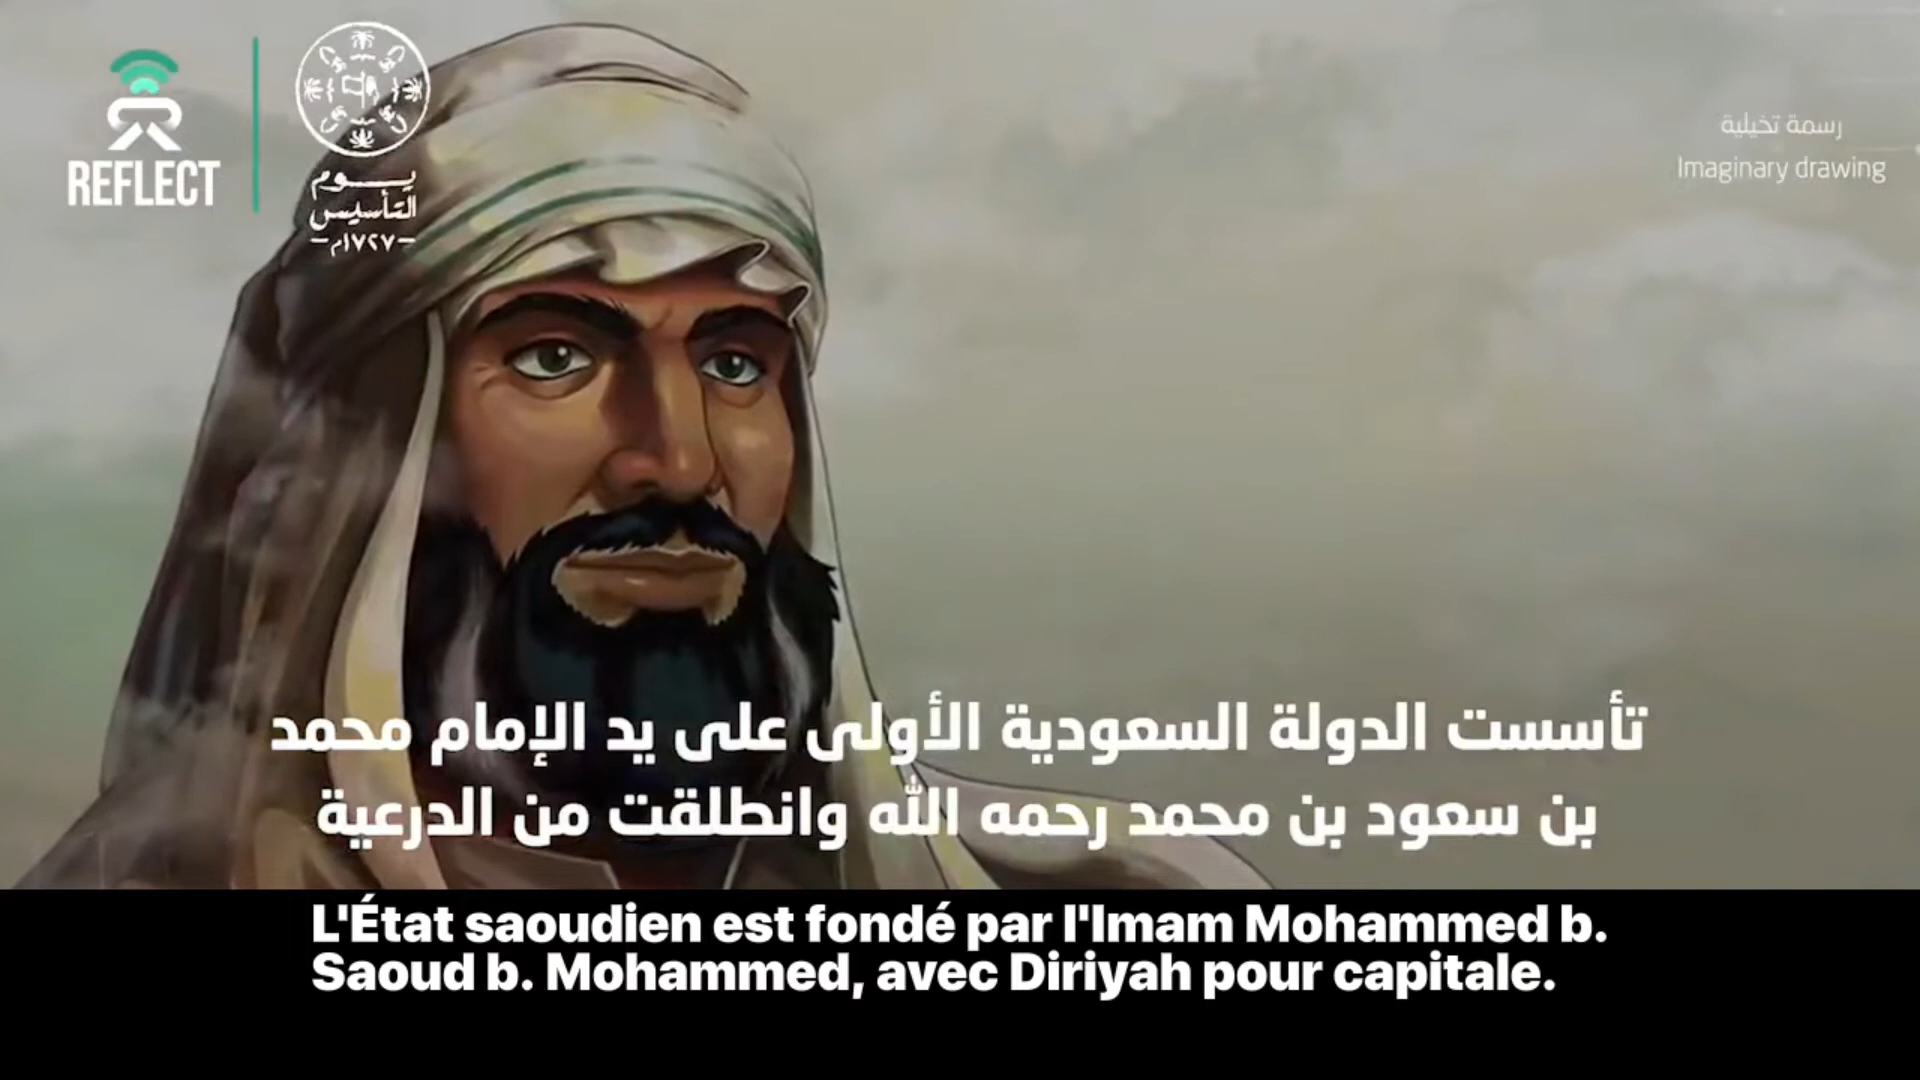 REFLECT
يوم
التأسيس
١٧٢٧م
رسمة تخيلية
Imaginary drawing
تأسست الدولة السعودية الأولى على يد الإمام محمد
بن سعود بن محمد رحمه الله وانطلقت من الدرعية
L'État saoudien est fondé par l'Imam Mohammed b.
Saoud b. Mohammed, avec Diriyah pour capitale.